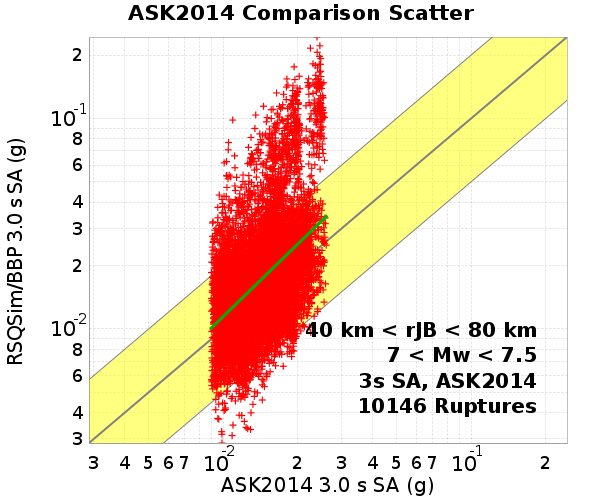 ASK2014 Comparison Scatter
RSQSim/BBP 3.0 s SA (g)
2
10^-1
8
6
4
3
2
10^-2
8
6
4
3
40 km < rJB < 80 km
7 < Mw < 7.5
3s SA, ASK2014
10146 Ruptures
3 4 5 6 7 10^-2 2 3 4 5 6 7 10^-1 2
ASK2014 3.0 s SA (g)